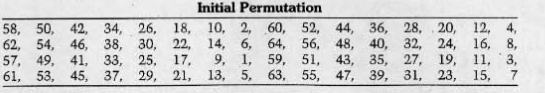 Initial Permutation
58, 50, 42, 34, 26, 18, 10, 2, 60, 52, 44, 36, 28, 20, 12, 4,
62, 54, 46, 38, 30, 22, 14, 6, 64, 56, 48, 40, 32, 24, 16, 8,
57, 49, 41, 33, 25, 17, 9, 1, 59, 51, 43, 35, 27, 19, 11, 3,
61, 53, 45, 37, 29, 21, 13, 5, 63, 55, 47, 39, 31, 23, 15, 7